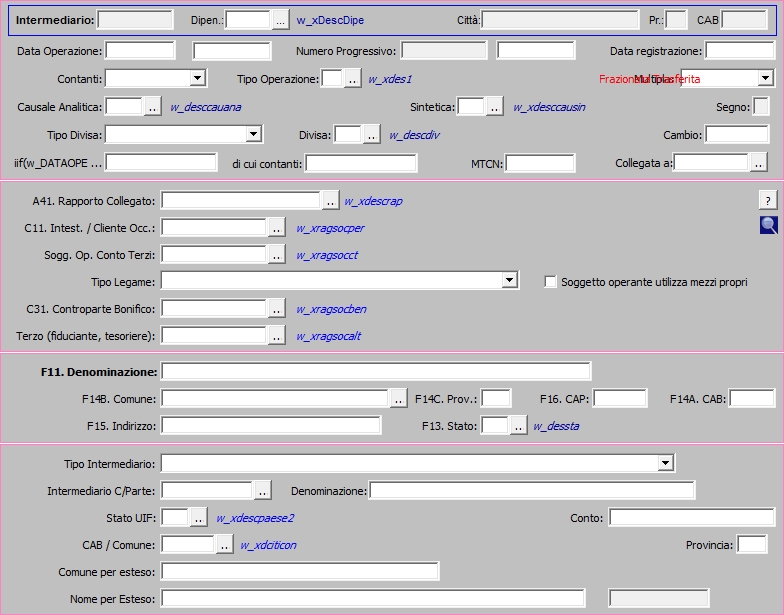 Intermediario: Dipen.: ... w_xDescDipe Città: Pr.: CAB
Data Operazione: Numero Progressivo: Data registrazione:
Contanti: Tipo Operazione: .. w_xdes1 Frazionata Multipla:
Causale Analitica: .. w_desccauana Sintetica: .. w_xdesccausin Segno:
Tipo Divisa: Divisa: .. w_descdiv Cambio:
iif(w_DATAOPE ... di cui contanti: MTCN: Collegata a: ..
A41. Rapporto Collegato: .. w_xdescrap ?
C11. Intest. / Cliente Occ.: .. w_xragsocper
Sogg. Op. Conto Terzi: .. w_xragsocct
Tipo Legame: Soggetto operante utilizza mezzi propri
C31. Controparte Bonifico: .. w_xragsocben
Terzo (fiduciante, tesoriere): .. w_xragsocalt
F11. Denominazione:
F14B. Comune: .. F14C. Prov.: F16. CAP: F14A. CAB:
F15. Indirizzo: F13. Stato: .. w_dessta
Tipo Intermediario:
Intermediario C/Parte: .. Denominazione:
Stato UIF: .. w_xdescpaese2 Conto:
CAB / Comune: .. w_xdciticon Provincia:
Comune per esteso:
Nome per Esteso: